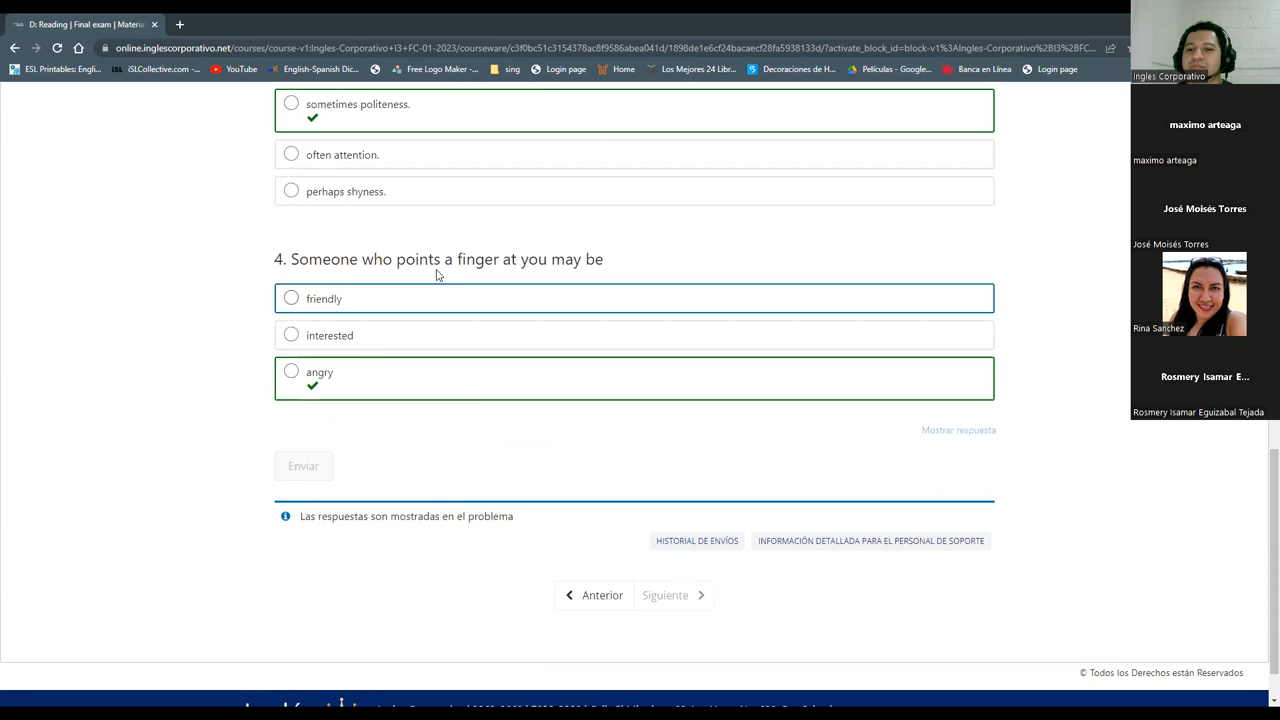 D: Reading | Final exam | Materia
online.inglescorporativo.net/courses/course-v1:Ingles-Corporativo+I3+FC-01-2023/courseware/c3f0bc51c3154378ac8f9586abea041d/1898de1e6cf24bacaecf28fa5938133d/?activate_block_id=block-v1%3AIngles-Corporativo%2BI3%2BFC...
ESL Printables: Engli...
iSLCollective.com -...
YouTube
English-Spanish Dic...
Free Logo Maker -...
sing
Login page
Home
Los Mejores 24 Libr...
Decoraciones de H...
Películas - Google...
Banca en Línea
Login page
sometimes politeness.
often attention.
perhaps shyness.
4. Someone who points a finger at you may be
friendly
interested
angry
Mostrar respuesta
Enviar
Las respuestas son mostradas en el problema
HISTORIAL DE ENVÍOS
INFORMACIÓN DETALLADA PARA EL PERSONAL DE SOPORTE
Anterior
Siguiente
© Todos los Derechos están Reservados
Ingles Corporativo
maximo arteaga
maximo arteaga
José Moisés Torres
José Moisés Torres
Rina Sanchez
Rosmery Isamar E...
Rosmery Isamar Eguizabal Tejada